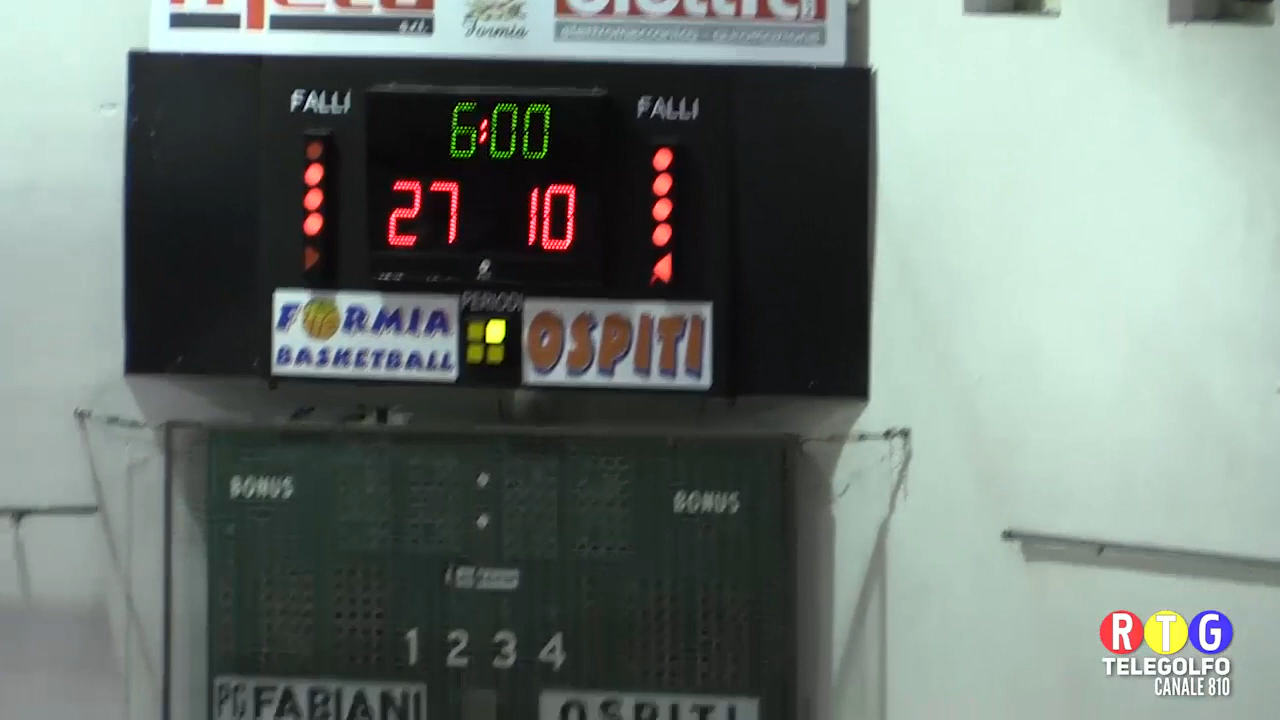 s.r.l.
Formia
FALLI
FALLI
6:00
27 10
PERIODI
FORMIA
BASKETBALL
OSPITI
BONUS
BONUS
1 2 3 4
FABIANI
OSPITI
RTG
TELEGOLFO
CANALE 810